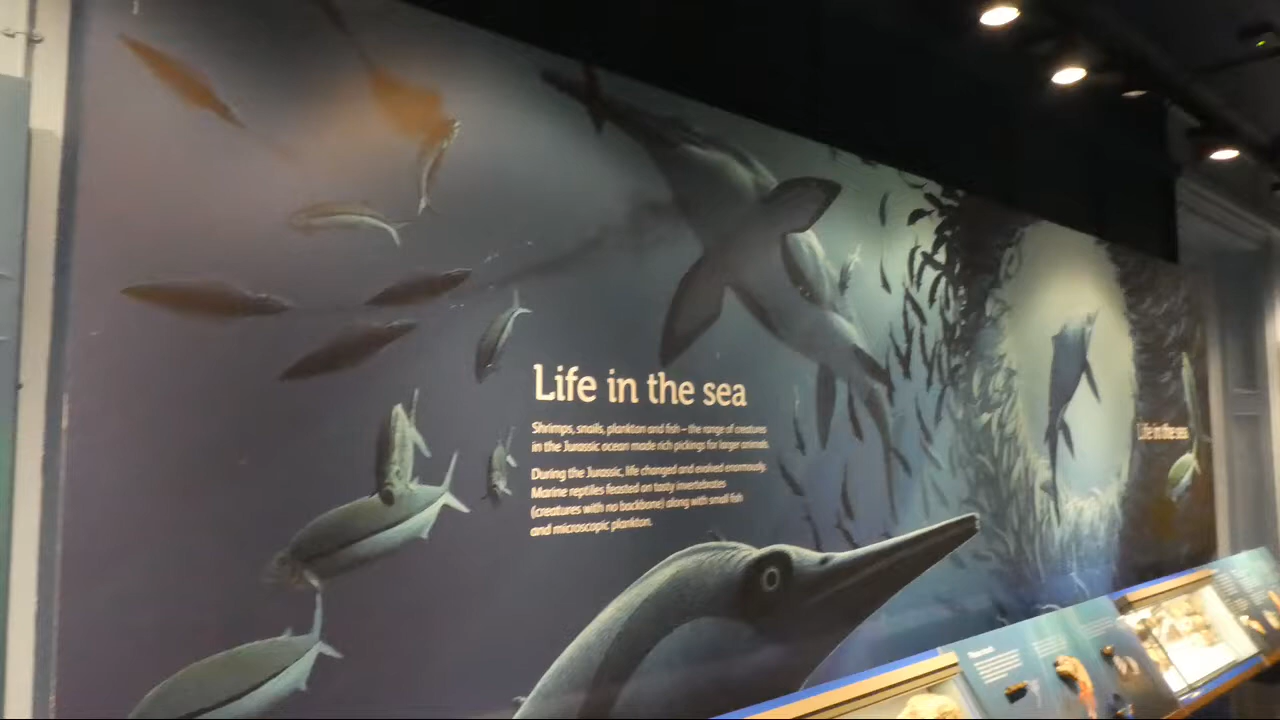 Life in the sea
Shrimps, snails, plankton and fish – the range of creatures
in the Jurassic ocean made rich pickings for larger animals.
During the Jurassic, life changed and evolved enormously.
Marine reptiles feasted on tasty invertebrates
(creatures with no backbone) along with small fish
and microscopic plankton.
Life in the sea